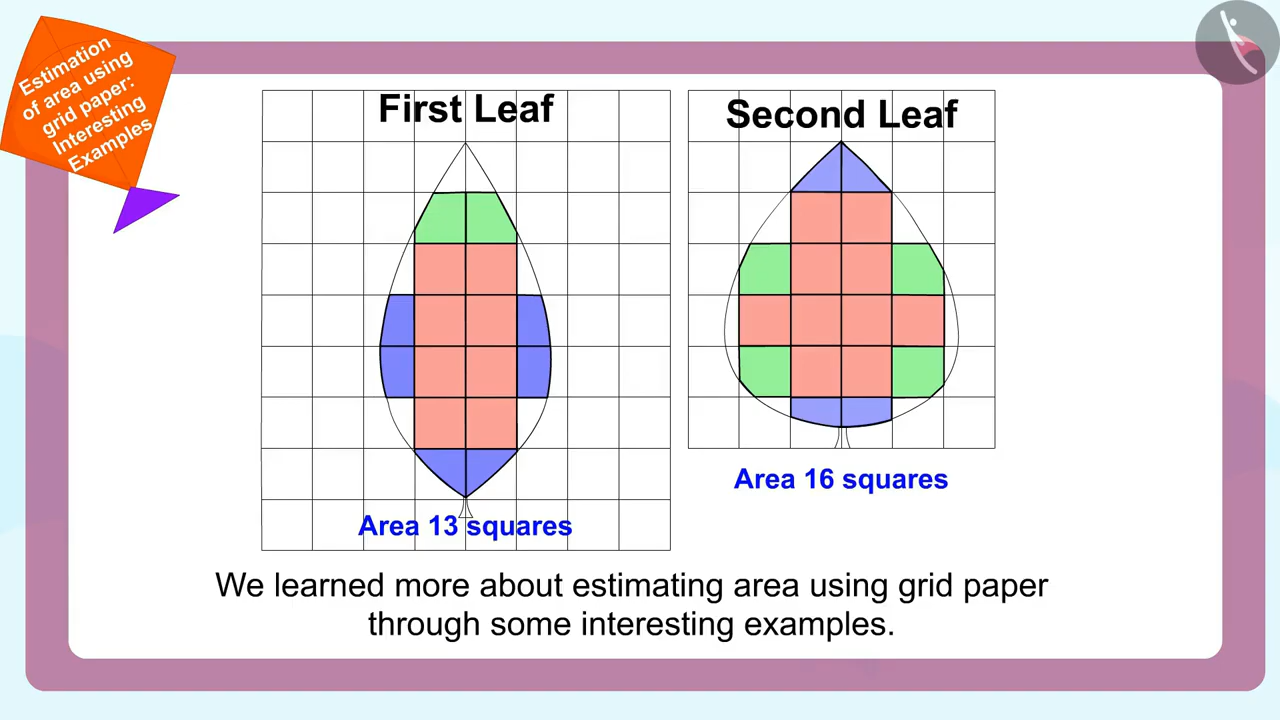 Estimation
of area using
grid paper:
Interesting
Examples
First Leaf
Second Leaf
Area 13 squares
Area 16 squares
We learned more about estimating area using grid paper
through some interesting examples.